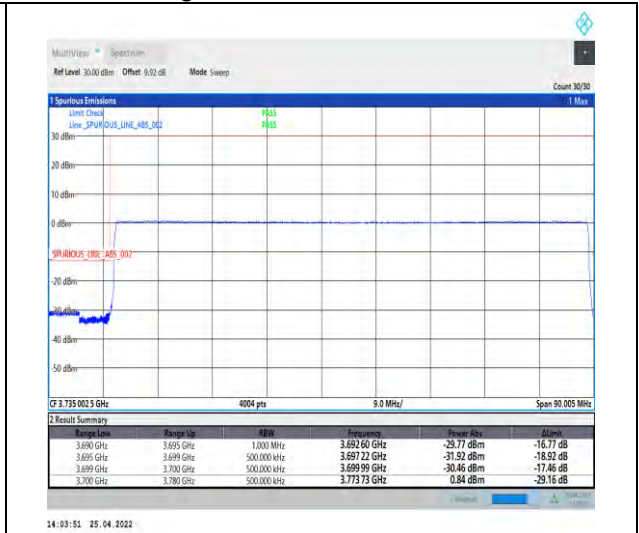 MultiView Spectrum
Ref Level 30.00 dBm Offset 9.92 dB Mode Sweep
Count 30/30
1 Spurious Emissions 1 Max
Limit Check PASS
Line _SPURIOUS_LINE_ABS_002 PASS
30 dBm
20 dBm
10 dBm
0 dBm
SPURIOUS_LINE_ABS_002
-20 dBm
-30 dBm
-40 dBm
-50 dBm
CF 3.735 002 5 GHz 4004 pts 9.0 MHz/ Span 90.005 MHz
2 Result Summary
Range Low Range Up RBW Frequency Power Abs ΔLimit
3.690 GHz 3.695 GHz 1.000 MHz 3.692 60 GHz -29.77 dBm -16.77 dB
3.695 GHz 3.699 GHz 500.000 kHz 3.697 22 GHz -31.92 dBm -18.92 dB
3.699 GHz 3.700 GHz 500.000 kHz 3.699 99 GHz -30.46 dBm -17.46 dB
3.700 GHz 3.780 GHz 500.000 kHz 3.773 73 GHz 0.84 dBm -29.16 dB
14:03:51 25.04.2022